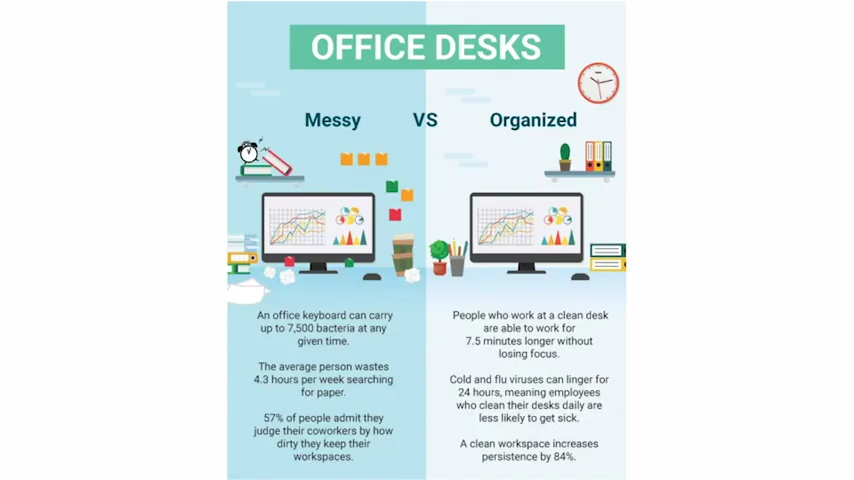 OFFICE DESKS
Messy VS Organized
An office keyboard can carry
up to 7,500 bacteria at any
given time.
The average person wastes
4.3 hours per week searching
for paper.
57% of people admit they
judge their coworkers by how
dirty they keep their
workspaces.
People who work at a clean desk
are able to work for
7.5 minutes longer without
losing focus.
Cold and flu viruses can linger for
24 hours, meaning employees
who clean their desks daily are
less likely to get sick.
A clean workspace increases
persistence by 84%.